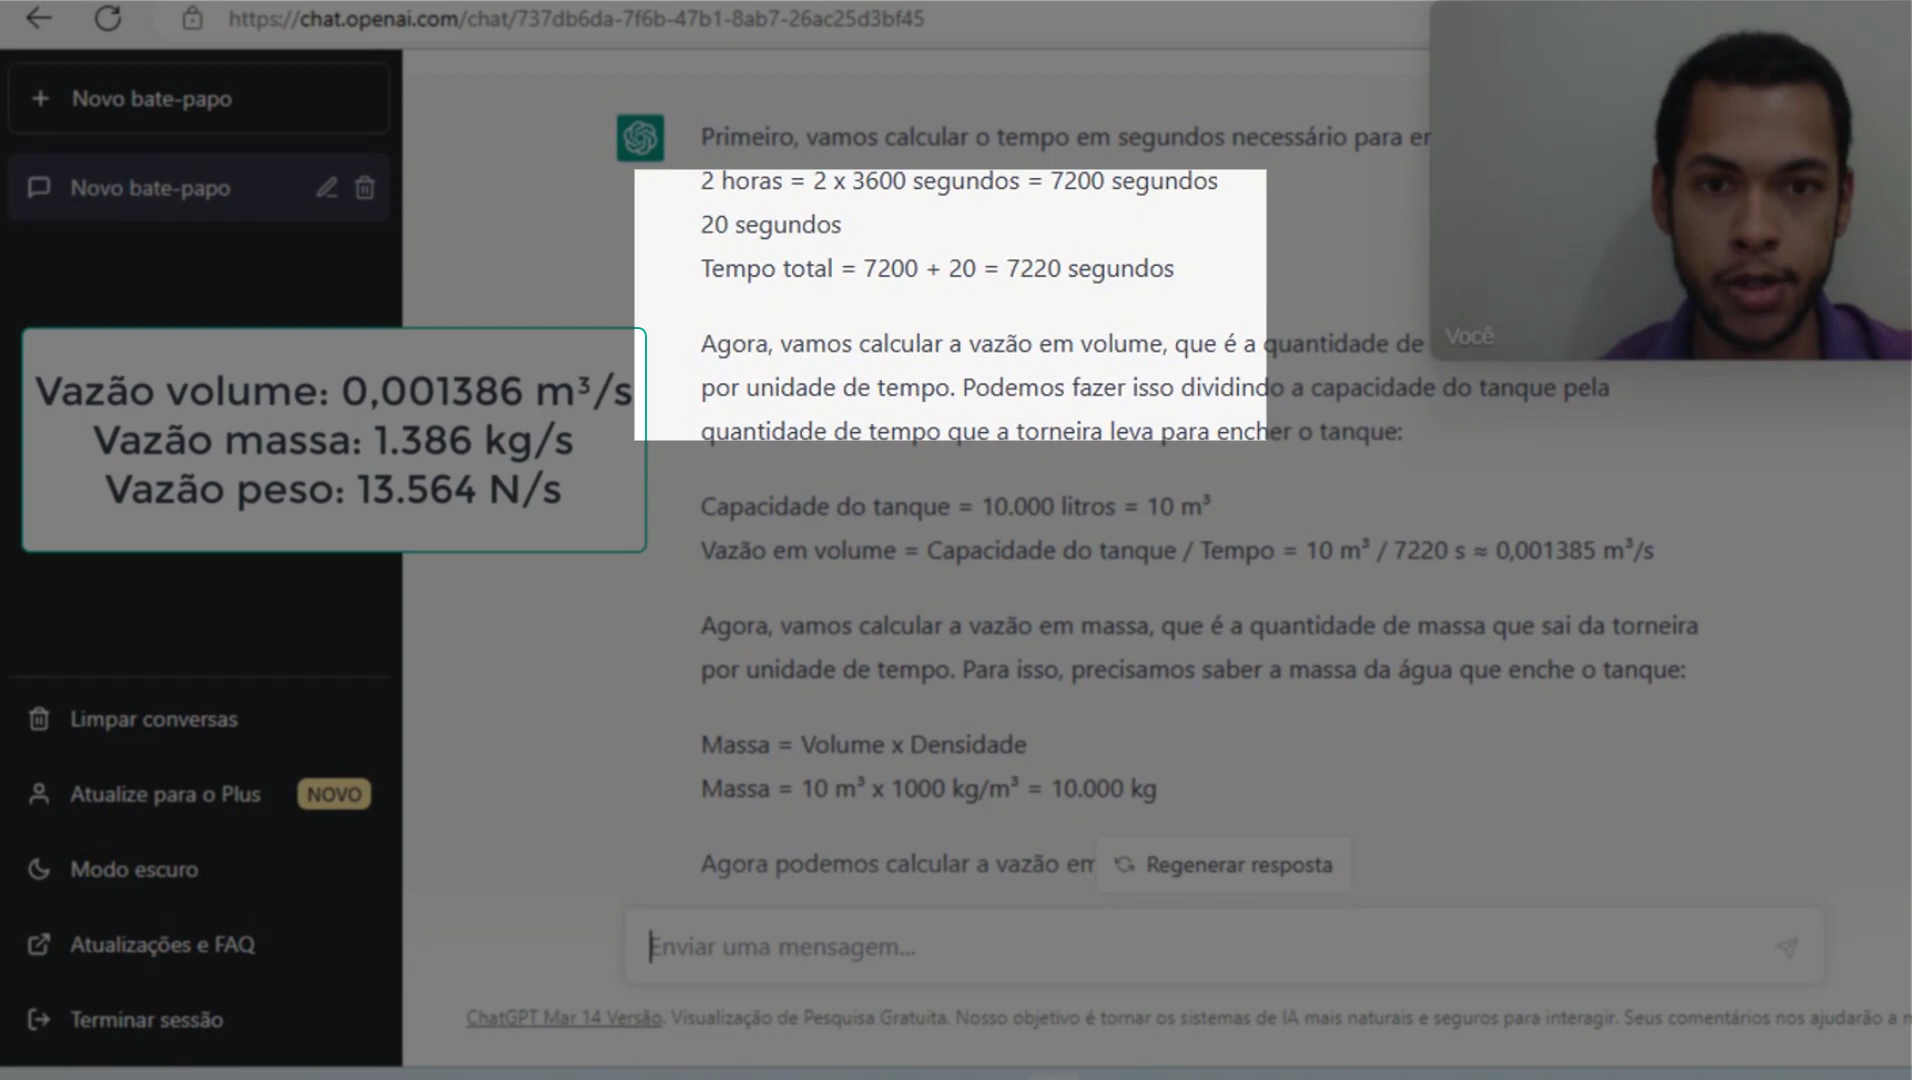 https://chat.openai.com/chat/737db6da-7f6b-47b1-8ab7-26ac25d3bf45
Novo bate-papo
Novo bate-papo
Primeiro, vamos calcular o tempo em segundos necessário para
2 horas = 2 x 3600 segundos = 7200 segundos
20 segundos
Tempo total = 7200 + 20 = 7220 segundos
Você
Agora, vamos calcular a vazão em volume, que é a quantidade de
por unidade de tempo. Podemos fazer isso dividindo a capacidade do tanque pela
quantidade de tempo que a torneira leva para encher o tanque:
Vazão volume: 0,001386 m³/s
Vazão massa: 1.386 kg/s
Vazão peso: 13.564 N/s
Capacidade do tanque = 10.000 litros = 10 m³
Vazão em volume = Capacidade do tanque / Tempo = 10 m³ / 7220 s ≈ 0,001385 m³/s
Agora, vamos calcular a vazão em massa, que é a quantidade de massa que sai da torneira
por unidade de tempo. Para isso, precisamos saber a massa da água que enche o tanque:
Massa = Volume x Densidade
Massa = 10 m³ x 1000 kg/m³ = 10.000 kg
Agora podemos calcular a vazão em
Regenerar resposta
Limpar conversas
Atualize para o Plus NOVO
Modo escuro
Atualizações e FAQ
Terminar sessão
Enviar uma mensagem...
ChatGPT Mar 14 Versão. Visualização de Pesquisa Gratuita. Nosso objetivo é tornar os sistemas de IA mais naturais e seguros para interagir. Seus comentários nos ajudarão a